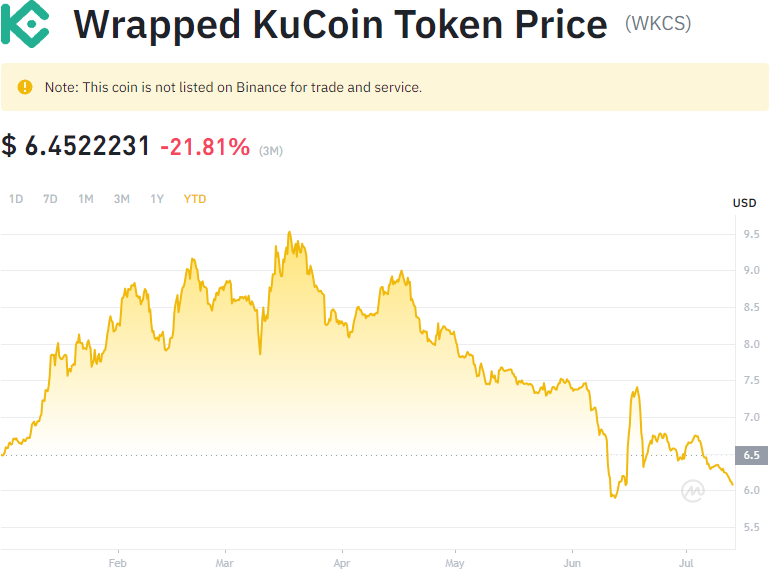 Wrapped KuCoin Token Price (WKCS)
Note: This coin is not listed on Binance for trade and service.
$ 6.4522231 -21.81% (3M)
1D 7D 1M 3M 1Y YTD
USD
9.5
9.0
8.5
8.0
7.5
7.0
6.5
6.0
5.5
Feb Mar Apr May Jun Jul